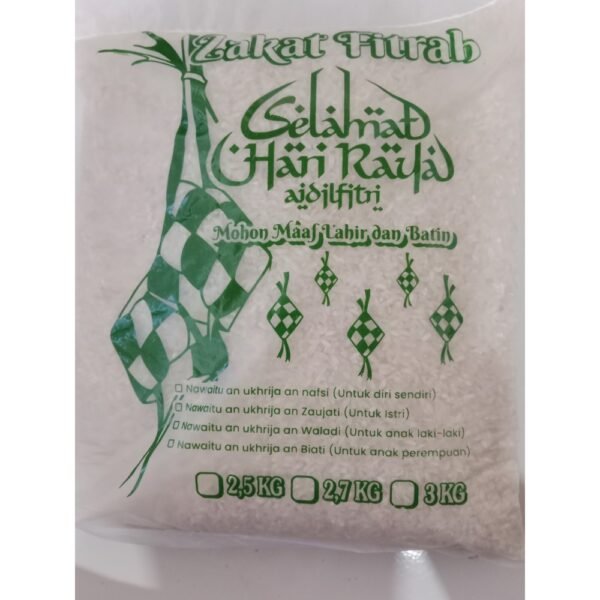 Zakat Fitrah
Selamat
Hari Raya
aidilfitri
Mohon Maaf Lahir dan Batin
Nawaitu an ukhrija an nafsi (Untuk diri sendiri)
Nawaitu an ukhrija an Zaujati (Untuk Istri)
Nawaitu an ukhrija an Waladi (Untuk anak laki-laki)
Nawaitu an ukhrija an Biati (Untuk anak perempuan)
2,5 KG 2,7 KG 3 KG